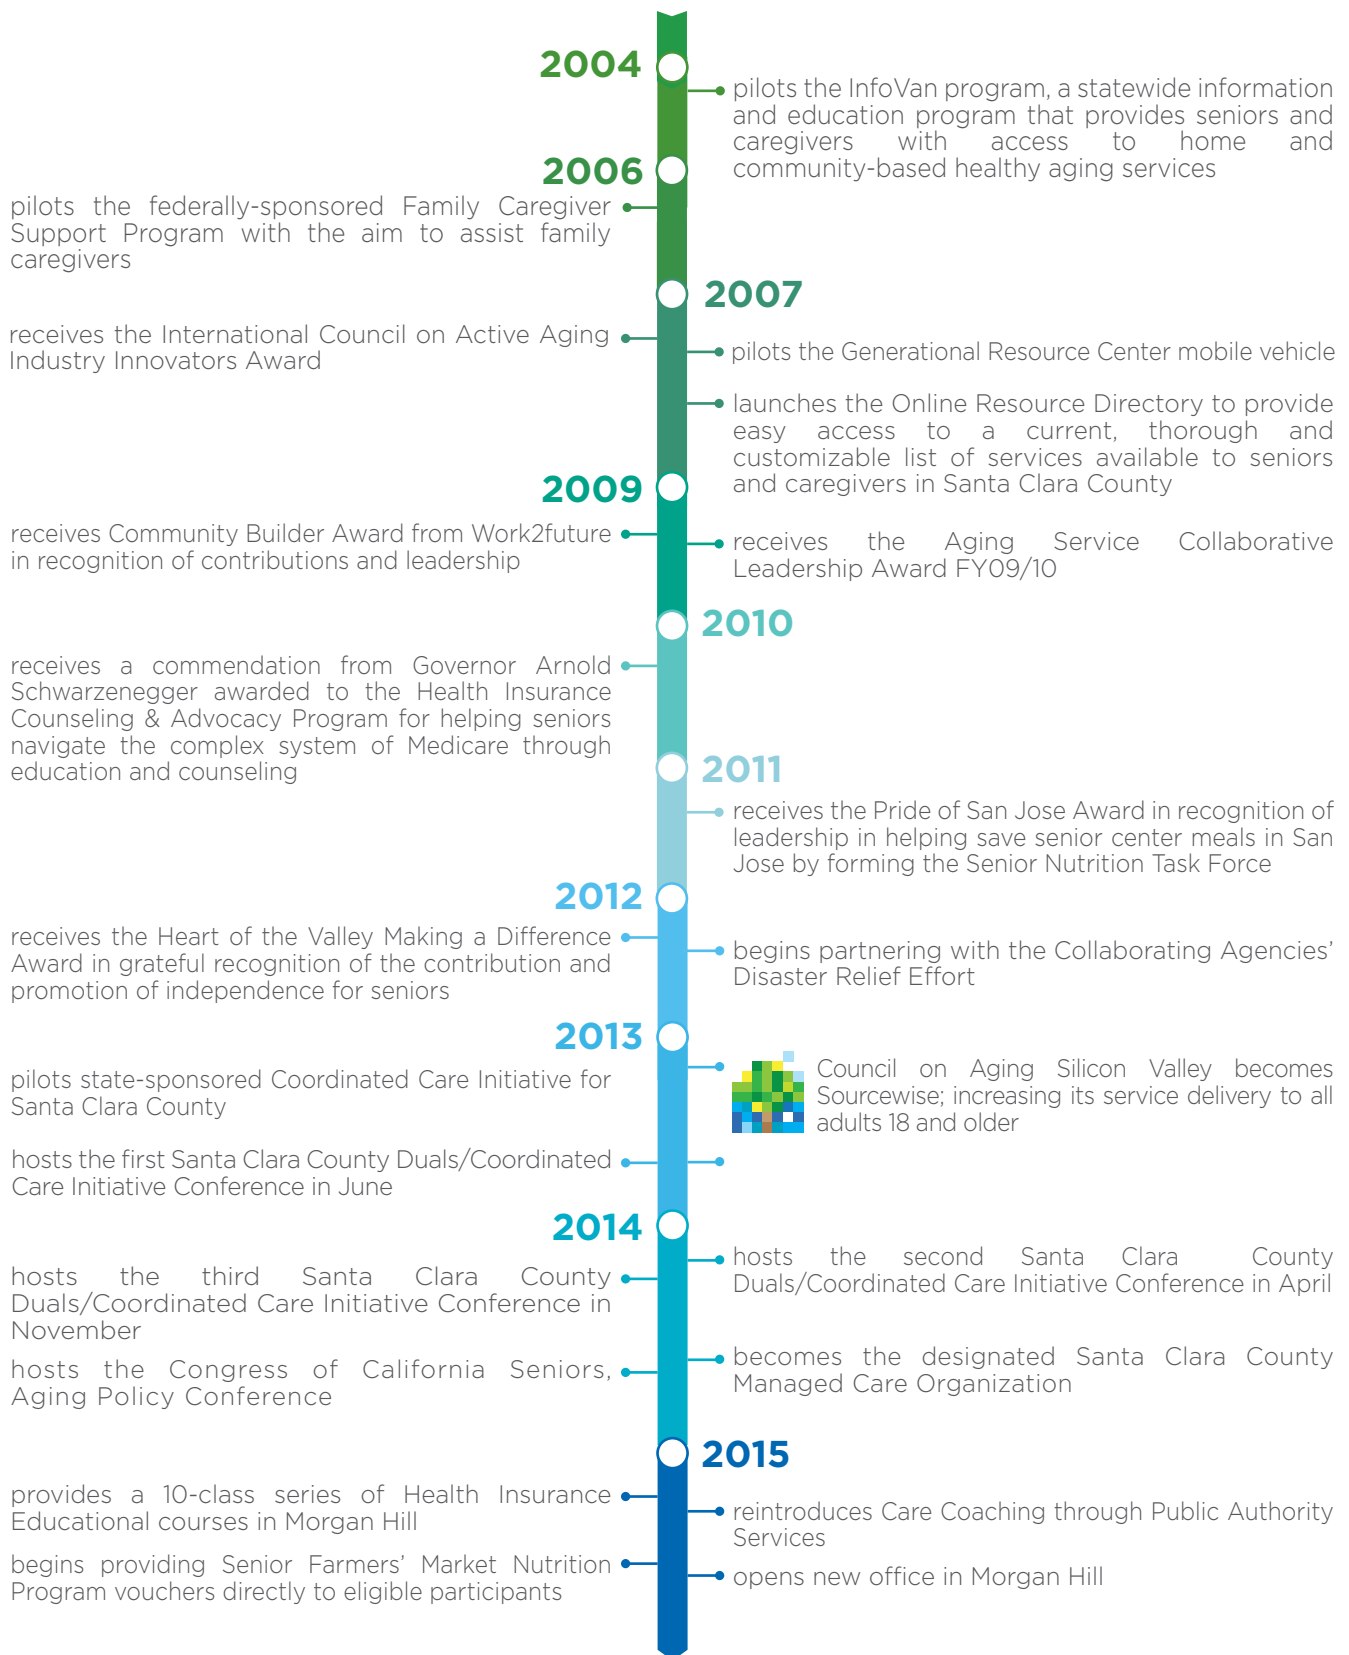 2004
pilots the InfoVan program, a statewide information
and education program that provides seniors and
caregivers with access to home and
community-based healthy aging services
2006
pilots the federally-sponsored Family Caregiver
Support Program with the aim to assist family
caregivers
2007
receives the International Council on Active Aging
Industry Innovators Award
pilots the Generational Resource Center mobile vehicle
launches the Online Resource Directory to provide
easy access to a current, thorough and
customizable list of services available to seniors
and caregivers in Santa Clara County
2009
receives Community Builder Award from Work2future
in recognition of contributions and leadership
receives the Aging Service Collaborative
Leadership Award FY09/10
2010
receives a commendation from Governor Arnold
Schwarzenegger awarded to the Health Insurance
Counseling & Advocacy Program for helping seniors
navigate the complex system of Medicare through
education and counseling
2011
receives the Pride of San Jose Award in recognition of
leadership in helping save senior center meals in San
Jose by forming the Senior Nutrition Task Force
2012
receives the Heart of the Valley Making a Difference
Award in grateful recognition of the contribution and
promotion of independence for seniors
begins partnering with the Collaborating Agencies’
Disaster Relief Effort
2013
Council on Aging Silicon Valley becomes
Sourcewise; increasing its service delivery to all
adults 18 and older
pilots state-sponsored Coordinated Care Initiative for
Santa Clara County
hosts the first Santa Clara County Duals/Coordinated
Care Initiative Conference in June
2014
hosts the second Santa Clara County
Duals/Coordinated Care Initiative Conference in April
hosts the third Santa Clara County
Duals/Coordinated Care Initiative Conference in
November
becomes the designated Santa Clara County
Managed Care Organization
hosts the Congress of California Seniors,
Aging Policy Conference
2015
provides a 10-class series of Health Insurance
Educational courses in Morgan Hill
reintroduces Care Coaching through Public Authority
Services
begins providing Senior Farmers’ Market Nutrition
Program vouchers directly to eligible participants
opens new office in Morgan Hill